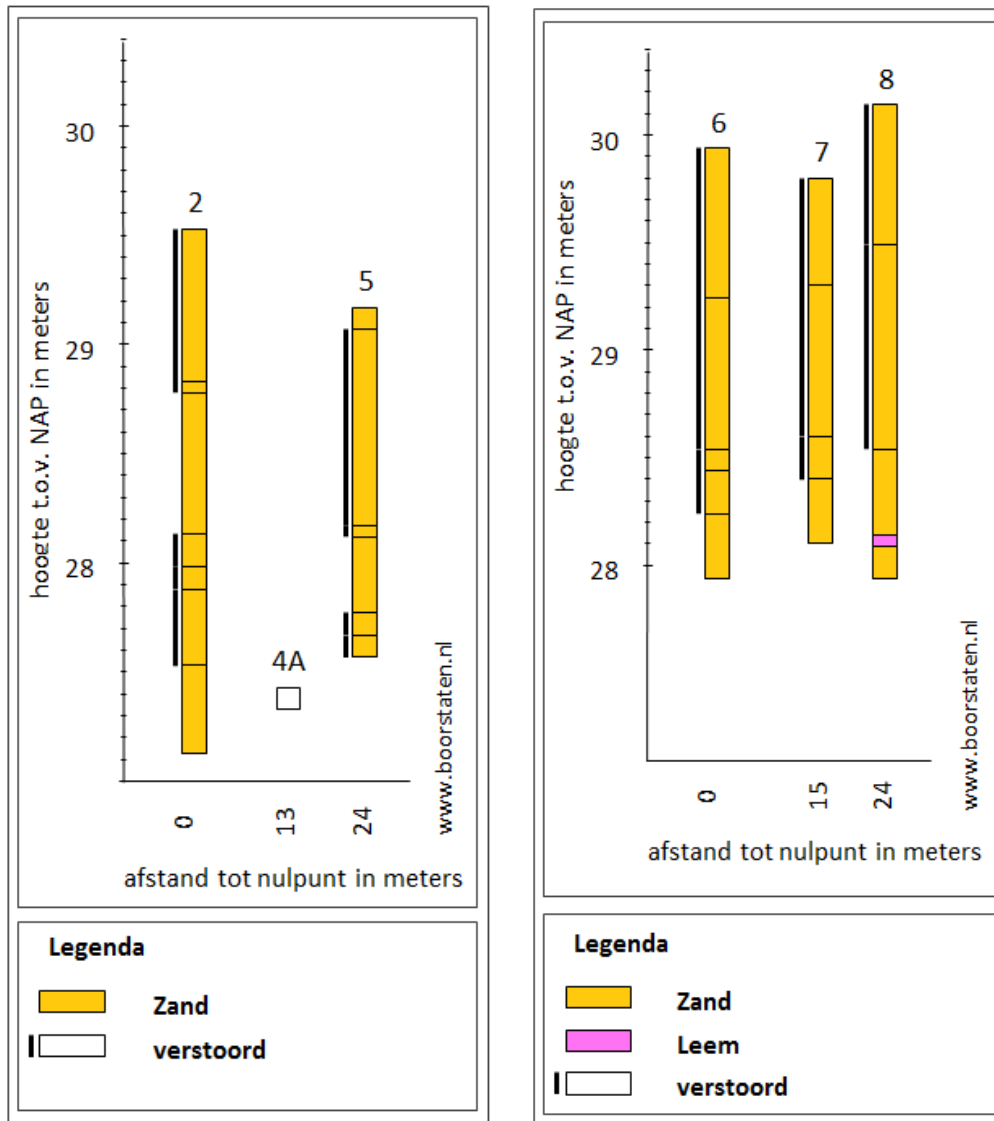 30
29
28
hoogte t.o.v. NAP in meters
2
4A
5
0
13
24
afstand tot nulpunt in meters
www.boorstaten.nl
Legenda
Zand
verstoord
30
29
28
hoogte t.o.v. NAP in meters
6
7
8
0
15
24
afstand tot nulpunt in meters
www.boorstaten.nl
Legenda
Zand
Leem
verstoord